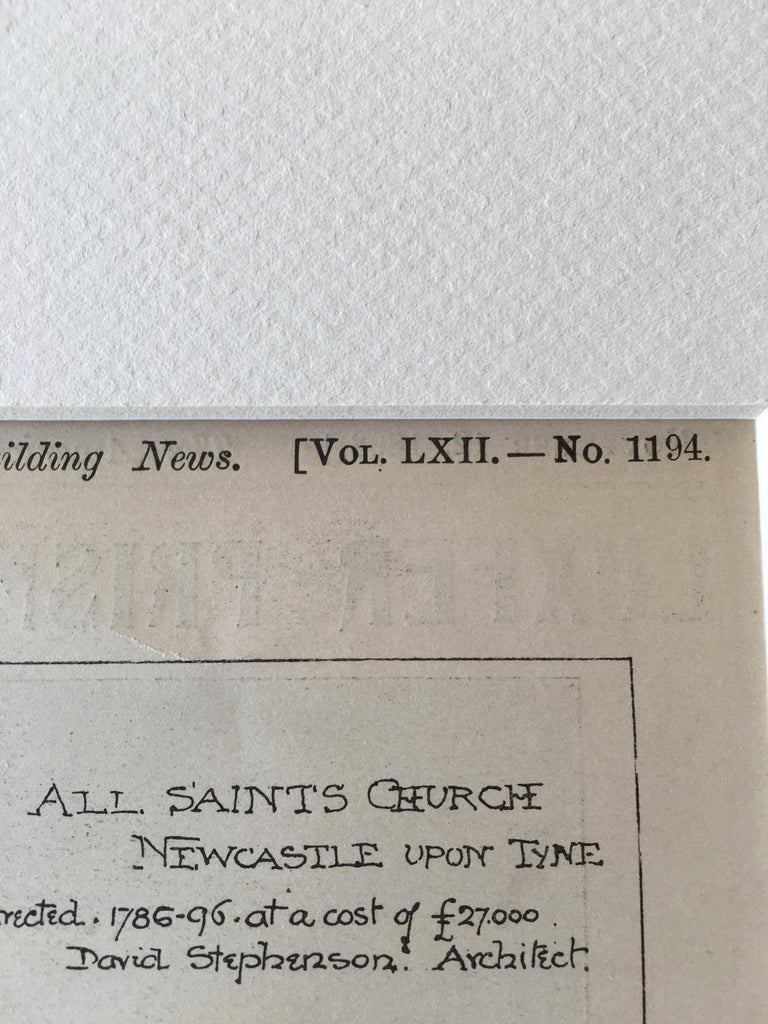 ilding News. [VOL. LXII.—No. 1194.
ALL SAINTS CHURCH
NEWCASTLE UPON TYNE
rected. 1786-96. at a cost of £27.000.
David Stephenson: Architect.